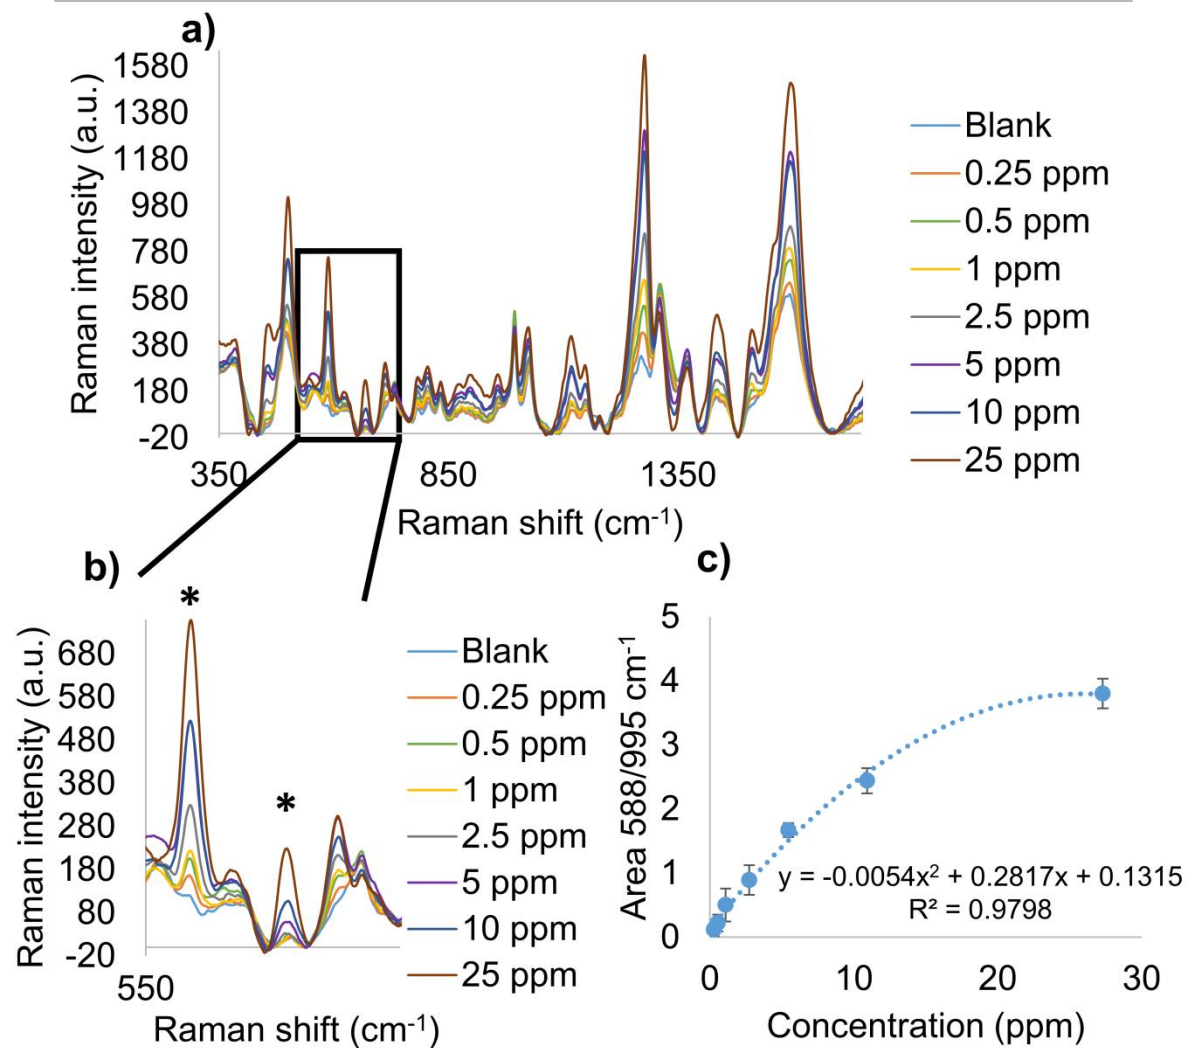 a)
Raman intensity (a.u.)
1580
1380
1180
980
780
580
380
180
-20
350
850
1350
Raman shift (cm⁻¹)
Blank
0.25 ppm
0.5 ppm
1 ppm
2.5 ppm
5 ppm
10 ppm
25 ppm
b)
Raman intensity (a.u.)
680
580
480
380
280
180
80
-20
550
Raman shift (cm⁻¹)
*
*
Blank
0.25 ppm
0.5 ppm
1 ppm
2.5 ppm
5 ppm
10 ppm
25 ppm
c)
Area 588/995 cm⁻¹
5
4
3
2
1
0
y = -0.0054x² + 0.2817x + 0.1315
R² = 0.9798
0
10
20
30
Concentration (ppm)